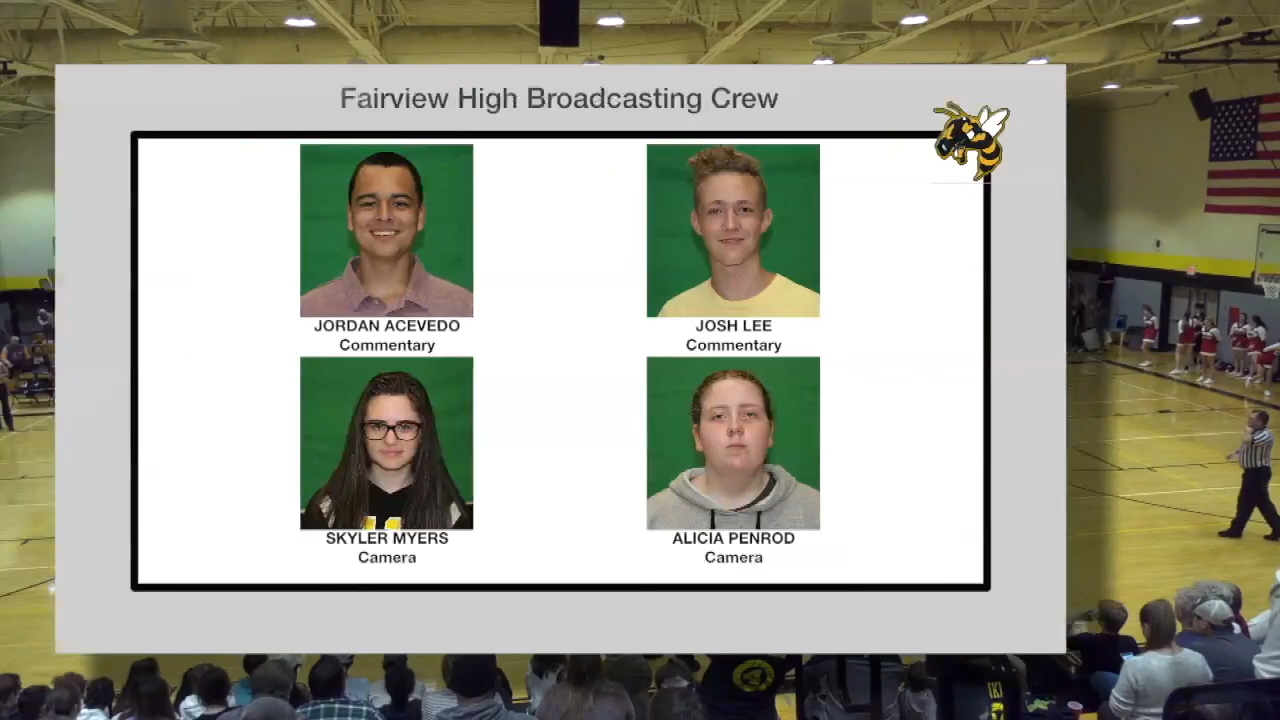 Fairview High Broadcasting Crew
JORDAN ACEVEDO
Commentary
JOSH LEE
Commentary
SKYLER MYERS
Camera
ALICIA PENROD
Camera